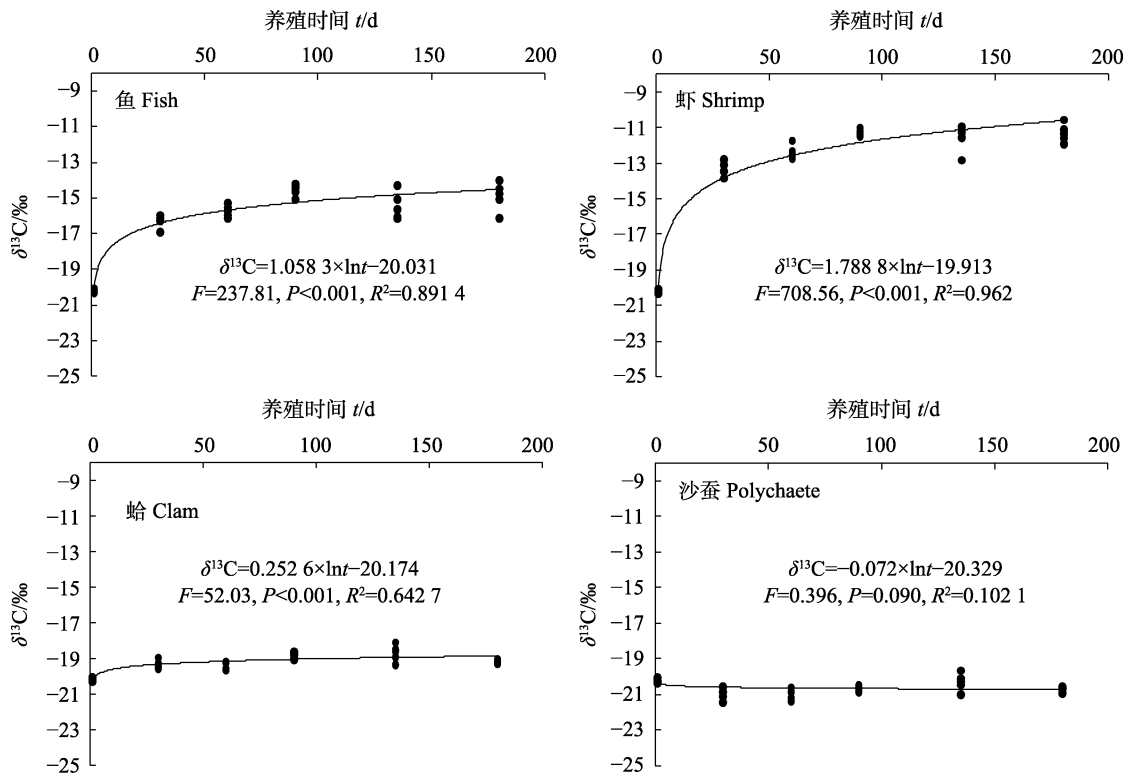 养殖时间 t/d
0 50 100 150 200
−9
−11
−13
−15
−17
−19
−21
−23
−25
δ¹³C/‰
鱼 Fish
δ¹³C=1.058 3×lnt−20.031
F=237.81, P<0.001, R²=0.891 4
养殖时间 t/d
0 50 100 150 200
−9
−11
−13
−15
−17
−19
−21
−23
−25
δ¹³C/‰
虾 Shrimp
δ¹³C=1.788 8×lnt−19.913
F=708.56, P<0.001, R²=0.962
养殖时间 t/d
0 50 100 150 200
−9
−11
−13
−15
−17
−19
−21
−23
−25
δ¹³C/‰
蛤 Clam
δ¹³C=0.252 6×lnt−20.174
F=52.03, P<0.001, R²=0.642 7
养殖时间 t/d
0 50 100 150 200
−9
−11
−13
−15
−17
−19
−21
−23
−25
δ¹³C/‰
沙蚕 Polychaete
δ¹³C=−0.072×lnt−20.329
F=0.396, P=0.090, R²=0.102 1